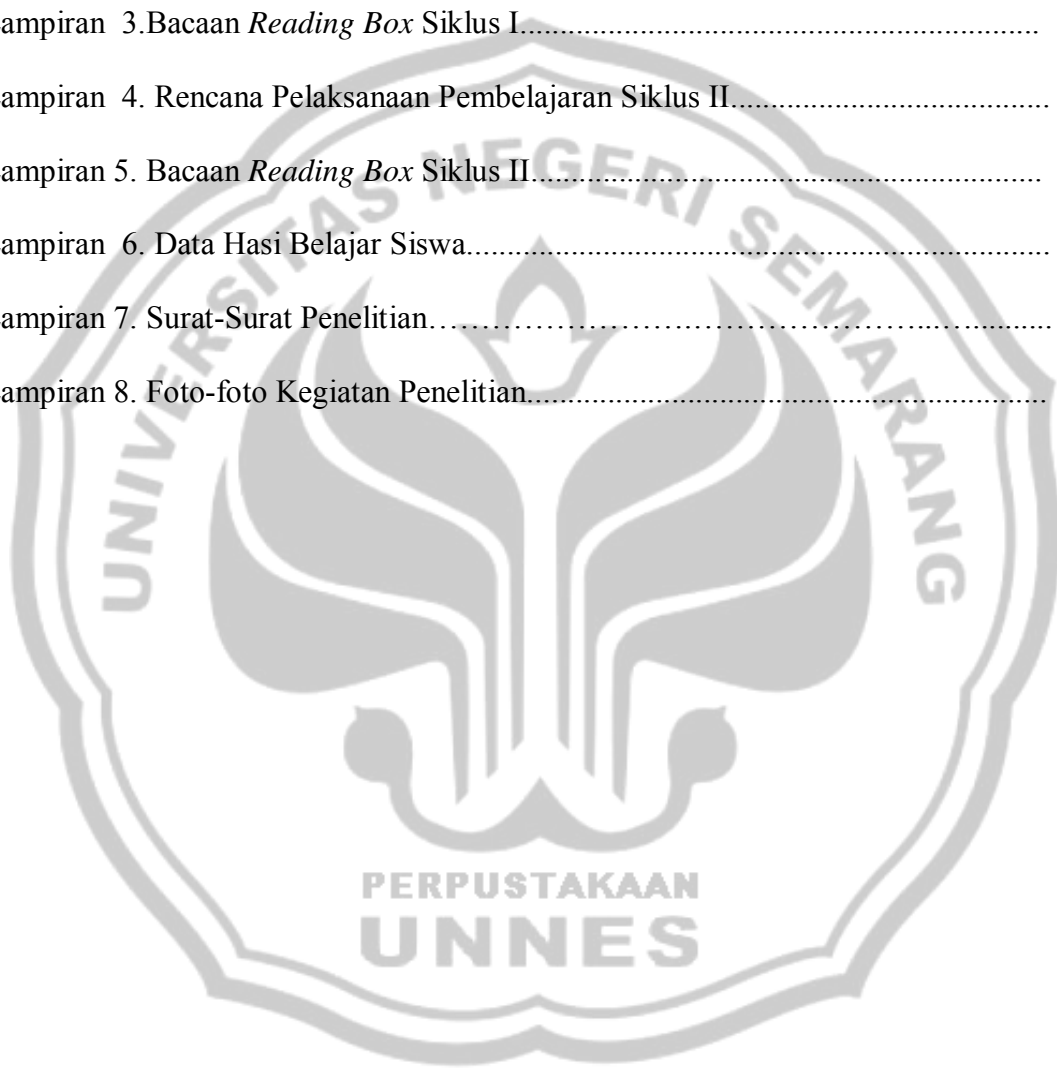 ampiran 3.Bacaan Reading Box Siklus I.....................................................................
ampiran 4. Rencana Pelaksanaan Pembelajaran Siklus II..........................................
ampiran 5. Bacaan Reading Box Siklus II...................................................................
ampiran 6. Data Hasi Belajar Siswa.............................................................................
ampiran 7. Surat-Surat Penelitian………………………………………...…...........
ampiran 8. Foto-foto Kegiatan Penelitian....................................................................
UNIVERSITAS NEGERI SEMARANG
PERPUSTAKAAN
UNNES